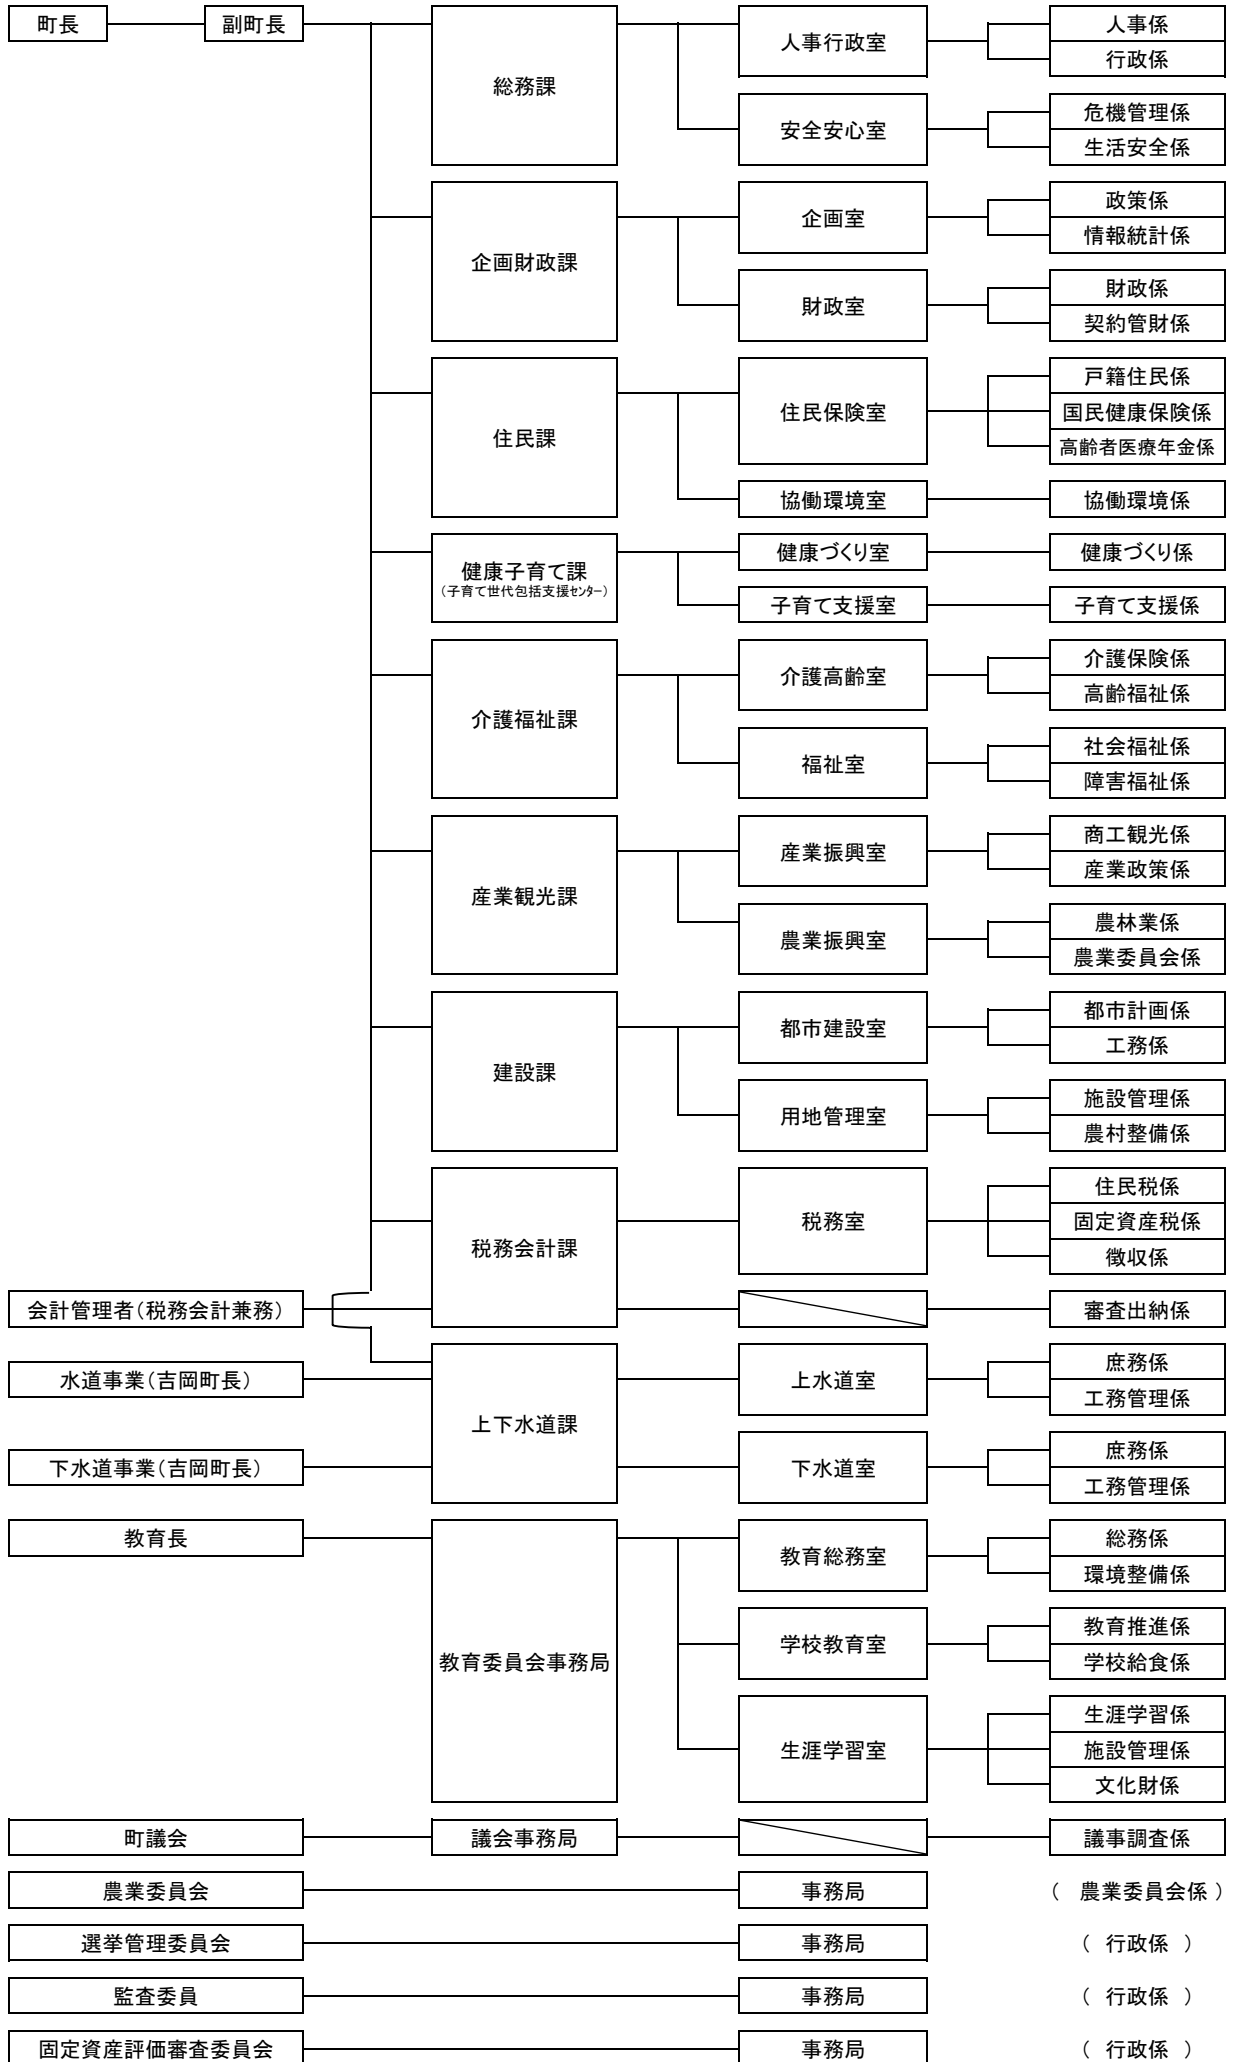 町長
副町長
総務課
人事行政室
人事係
行政係
安全安心室
危機管理係
生活安全係
企画財政課
企画室
政策係
情報統計係
財政室
財政係
契約管財係
住民課
住民保険室
戸籍住民係
国民健康保険係
高齢者医療年金係
協働環境室
協働環境係
健康子育て課
（子育て世代包括支援ｾﾝﾀｰ）
健康づくり室
健康づくり係
子育て支援室
子育て支援係
介護福祉課
介護高齢室
介護保険係
高齢福祉係
福祉室
社会福祉係
障害福祉係
産業観光課
産業振興室
商工観光係
産業政策係
農業振興室
農林業係
農業委員会係
建設課
都市建設室
都市計画係
工務係
用地管理室
施設管理係
農村整備係
税務会計課
税務室
住民税係
固定資産税係
徴収係
会計管理者（税務会計兼務）
審査出納係
水道事業（吉岡町長）
上下水道課
上水道室
庶務係
工務管理係
下水道事業（吉岡町長）
下水道室
庶務係
工務管理係
教育長
教育委員会事務局
教育総務室
総務係
環境整備係
学校教育室
教育推進係
学校給食係
生涯学習室
生涯学習係
施設管理係
文化財係
町議会
議会事務局
議事調査係
農業委員会
事務局
（　農業委員会係 ）
選挙管理委員会
事務局
（　行政係　）
監査委員
事務局
（　行政係　）
固定資産評価審査委員会
事務局
（　行政係　）